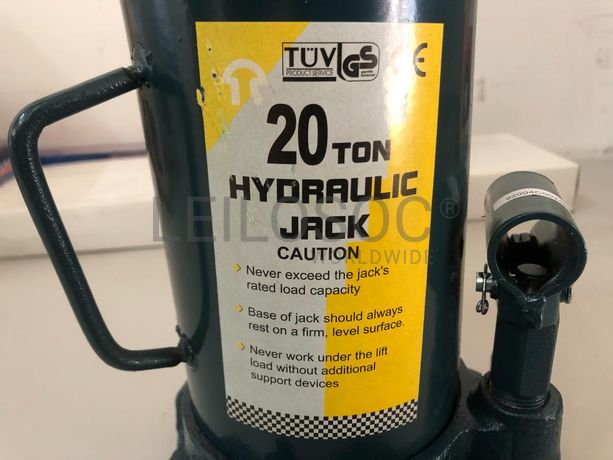 TÜV
PRODUCT SERVICE
GS
CE
20 TON
HYDRAULIC
JACK
CAUTION
Never exceed the jack's
rated load capacity
Base of jack should always
rest on a firm, level surface.
Never work under the lift
load without additional
support devices
LEILOSOC®
WORLDWIDE